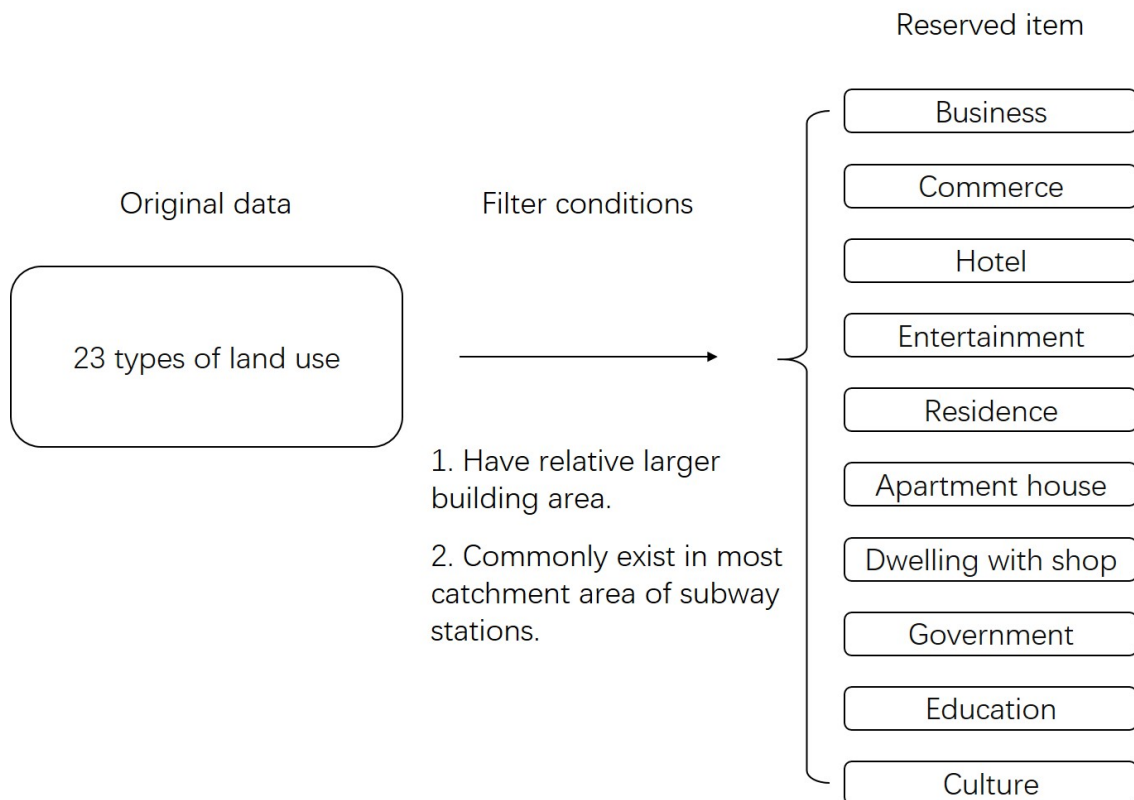 Original data
23 types of land use
Filter conditions
1. Have relative larger
building area.
2. Commonly exist in most
catchment area of subway
stations.
Reserved item
Business
Commerce
Hotel
Entertainment
Residence
Apartment house
Dwelling with shop
Government
Education
Culture